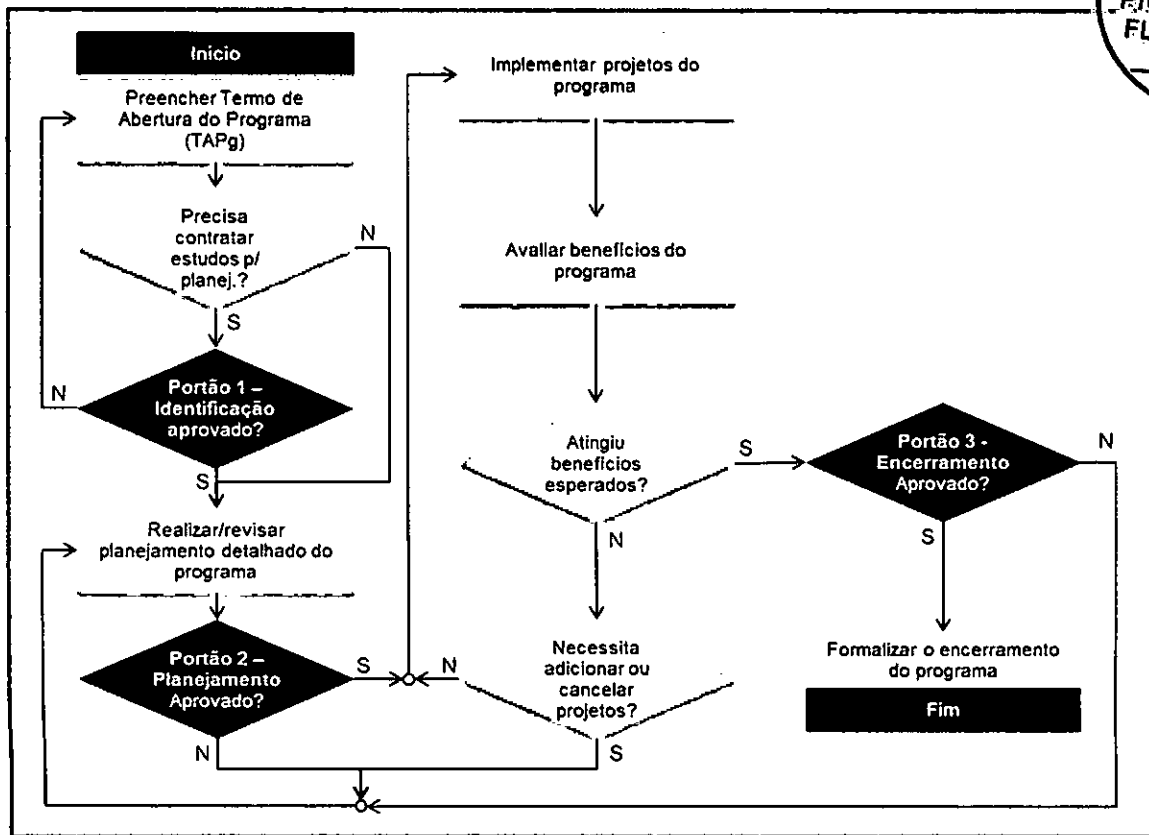 Início
Preencher Termo de
Abertura do Programa
(TAPg)
Precisa
contratar
estudos p/
planej.?
N
S
Portão 1 –
Identificação
aprovado?
N
S
Realizar/revisar
planejamento detalhado do
programa
Portão 2 –
Planejamento
Aprovado?
S
N
Implementar projetos do
programa
Avaliar benefícios do
programa
Atingiu
benefícios
esperados?
S
N
Necessita
adicionar ou
cancelar
projetos?
N
S
Portão 3 -
Encerramento
Aprovado?
N
S
Formalizar o encerramento
do programa
Fim